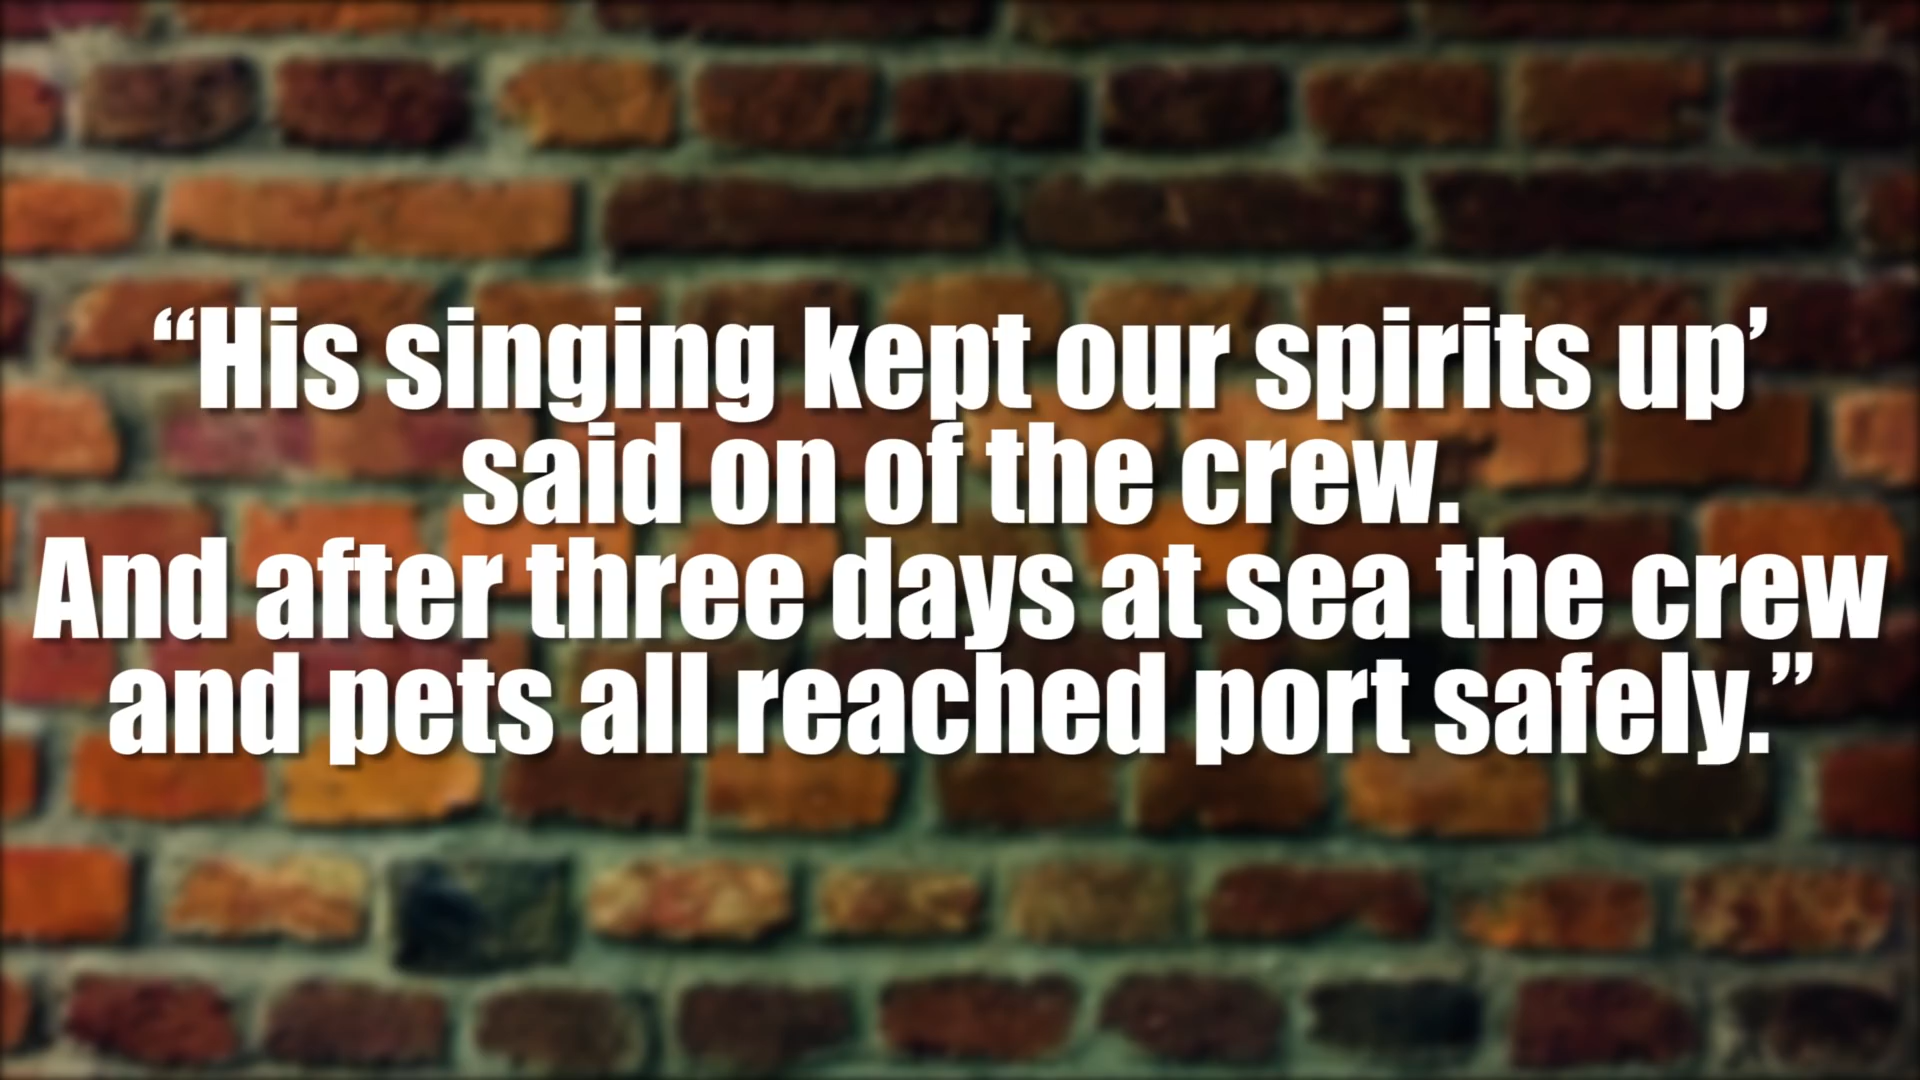 “His singing kept our spirits up’
said on of the crew.
And after three days at sea the crew
and pets all reached port safely.”